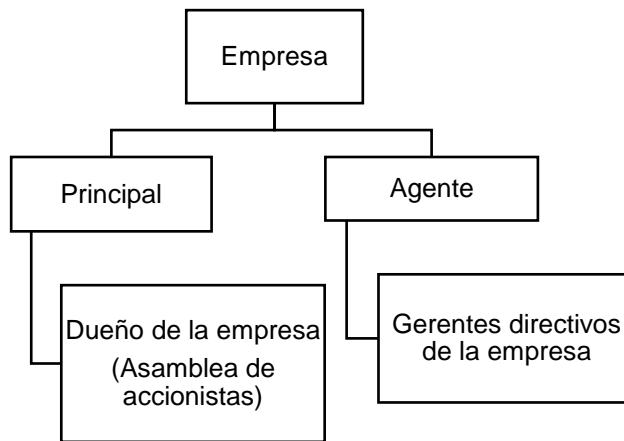 Empresa
Principal
Agente
Dueño de la empresa
(Asamblea de
accionistas)
Gerentes directivos
de la empresa